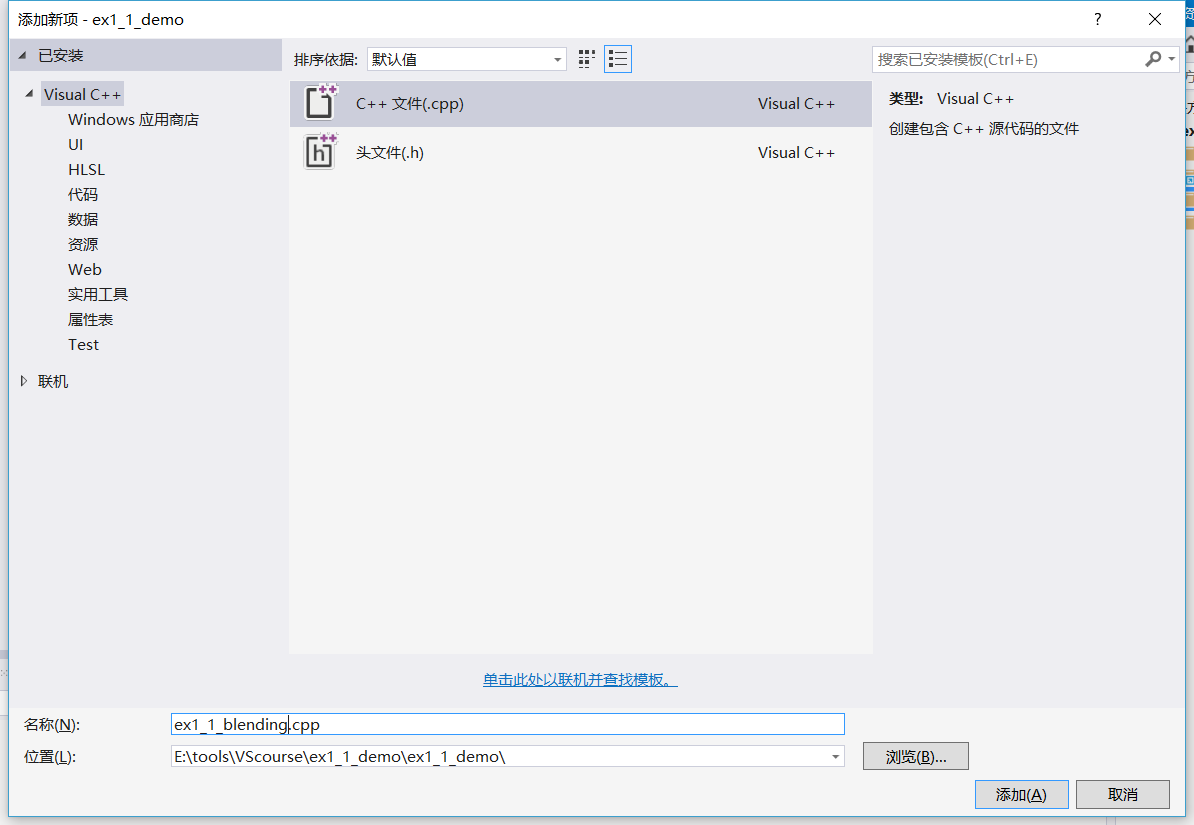 添加新项 - ex1_1_demo
?
已安装
排序依据: 默认值
搜索已安装模板(Ctrl+E)
Visual C++
Windows 应用商店
UI
HLSL
代码
数据
资源
Web
实用工具
属性表
Test
联机
C++ 文件(.cpp) Visual C++
头文件(.h) Visual C++
类型: Visual C++
创建包含 C++ 源代码的文件
单击此处以联机并查找模板。
名称(N): ex1_1_blending.cpp
位置(L): E:\tools\VScourse\ex1_1_demo\ex1_1_demo\
浏览(B)...
添加(A) 取消